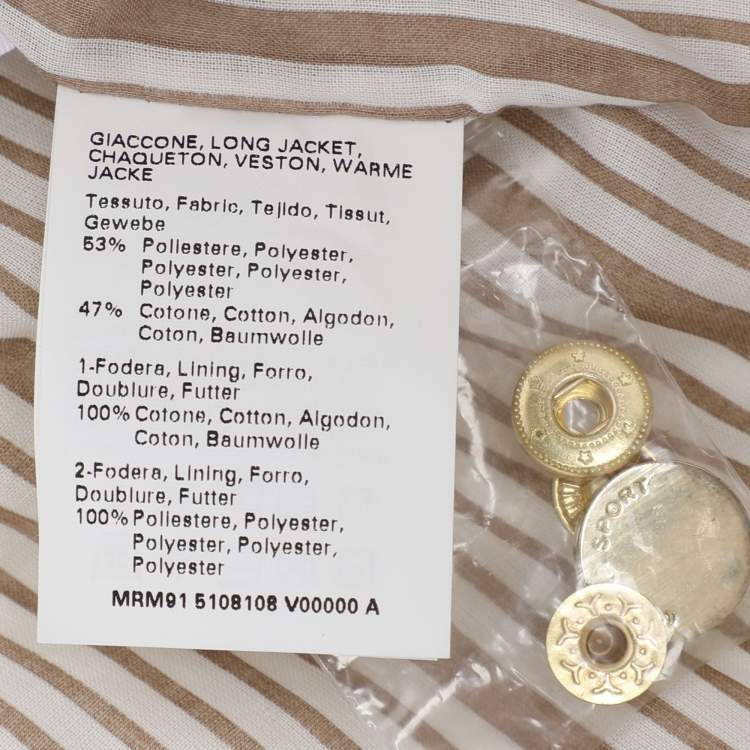 GIACCONE, LONG JACKET,
CHAQUETON, VESTON, WARME
JACKE
Tessuto, Fabric, Tejido, Tissut,
Gewebe
53% Poliestere, Polyester,
Polyester, Polyester,
Polyester
47% Cotone, Cotton, Algodon,
Coton, Baumwolle
1-Fodera, Lining, Forro,
Doublure, Futter
100% Cotone, Cotton, Algodon,
Coton, Baumwolle
2-Fodera, Lining, Forro,
Doublure, Futter
100% Poliestere, Polyester,
Polyester, Polyester,
Polyester
MRM91 5108108 V00000 A
SPORT